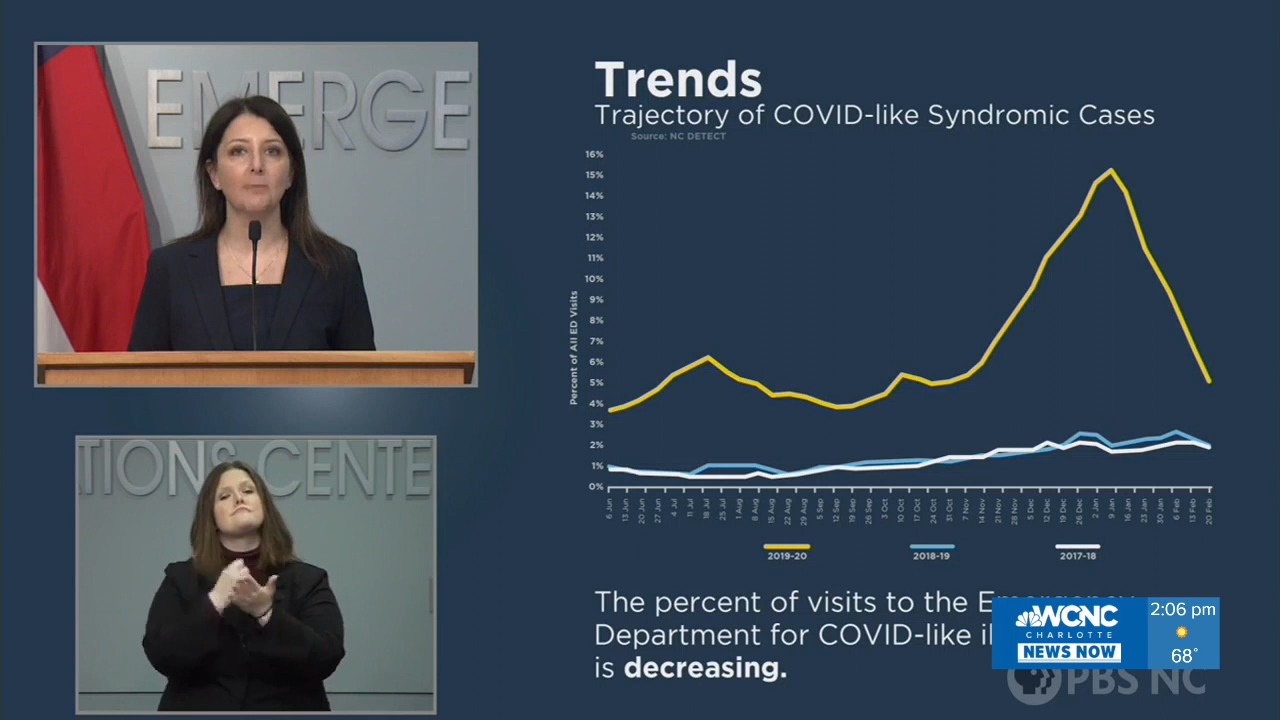 EMERGE
Trends
Trajectory of COVID-like Syndromic Cases
Source: NC DETECT
16%
15%
14%
13%
12%
11%
10%
9%
8%
7%
6%
5%
4%
3%
2%
1%
0%
Percent of All ED Visits
6 Jun
13 Jun
20 Jun
27 Jun
4 Jul
11 Jul
18 Jul
25 Jul
1 Aug
8 Aug
15 Aug
22 Aug
29 Aug
5 Sep
12 Sep
19 Sep
26 Sep
3 Oct
10 Oct
17 Oct
24 Oct
31 Oct
7 Nov
14 Nov
21 Nov
28 Nov
5 Dec
12 Dec
19 Dec
26 Dec
2 Jan
9 Jan
16 Jan
23 Jan
30 Jan
6 Feb
13 Feb
20 Feb
2019-20
2018-19
2017-18
ATIONS CENTE
The percent of visits to the Emergency
Department for COVID-like il
is decreasing.
WCNC
CHARLOTTE
NEWS NOW
2:06 pm
68°
PBS NC